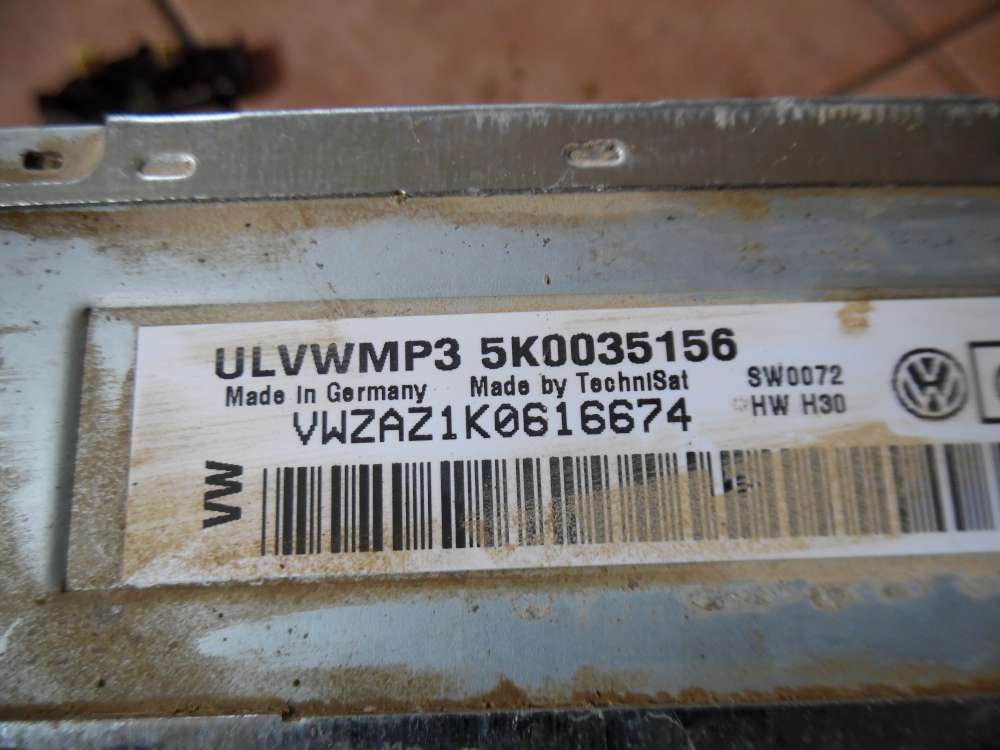 ULVWMP3 5K0035156
Made In Germany Made by TechniSat SW0072
HW H30
VWZAZ1K0616674
VW